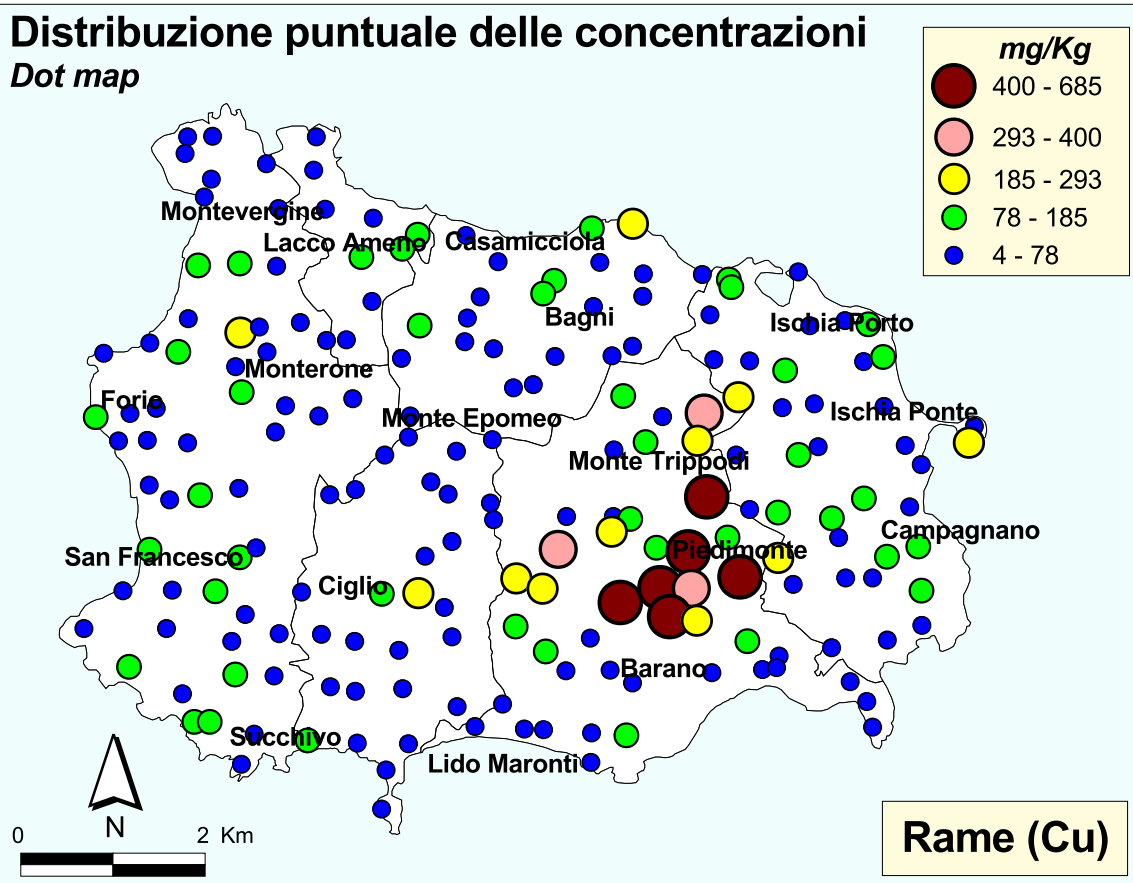 Distribuzione puntuale delle concentrazioni
Dot map
mg/Kg
400 - 685
293 - 400
185 - 293
78 - 185
4 - 78
Montevergine
Lacco Ameno
Casamicciola
Bagni
Ischia Porto
Monterone
Forio
Monte Epomeo
Ischia Ponte
Monte Trippodi
Campagnano
San Francesco
Piedimonte
Ciglio
Barano
Succhivo
Lido Maronti
N
0 2 Km
Rame (Cu)